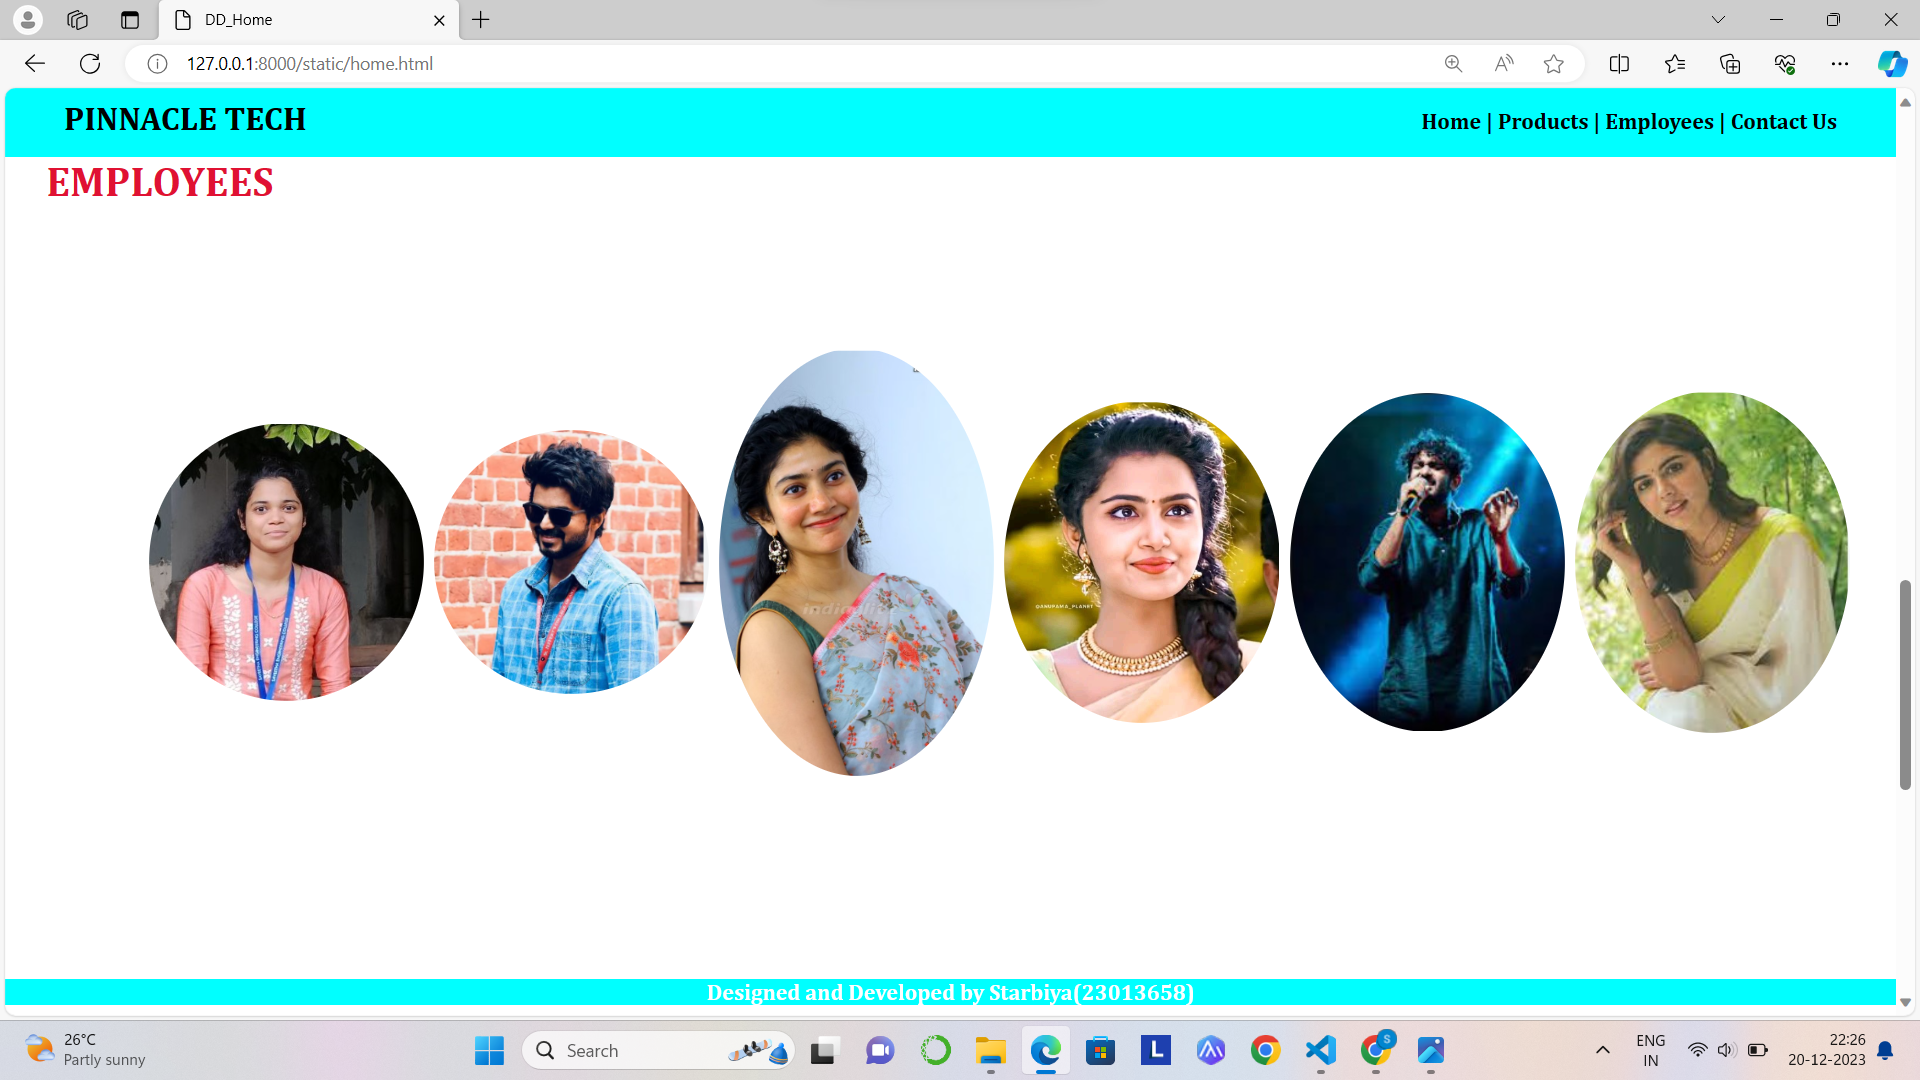 DD_Home
127.0.0.1:8000/static/home.html
PINNACLE TECH
Home | Products | Employees | Contact Us
EMPLOYEES
@ANUPAMA_PLANET
Designed and Developed by Starbiya(23013658)
26°C
Partly sunny
Search
L
S
ENG
IN
22:26
20-12-2023